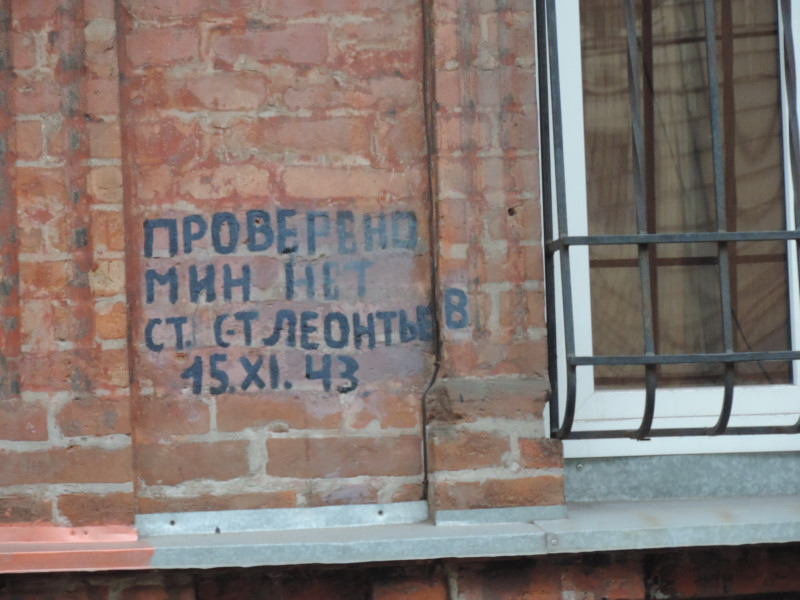 ПРОВЕРЕНО
МИН НЕТ
СТ. С-Т ЛЕОНТЬЕВ
15.XI.43